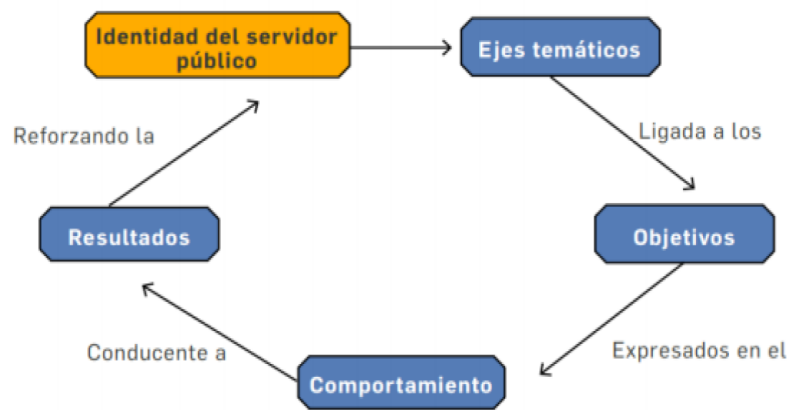 Identidad del servidor
público
Ejes temáticos
Ligada a los
Objetivos
Expresados en el
Comportamiento
Conducente a
Resultados
Reforzando la